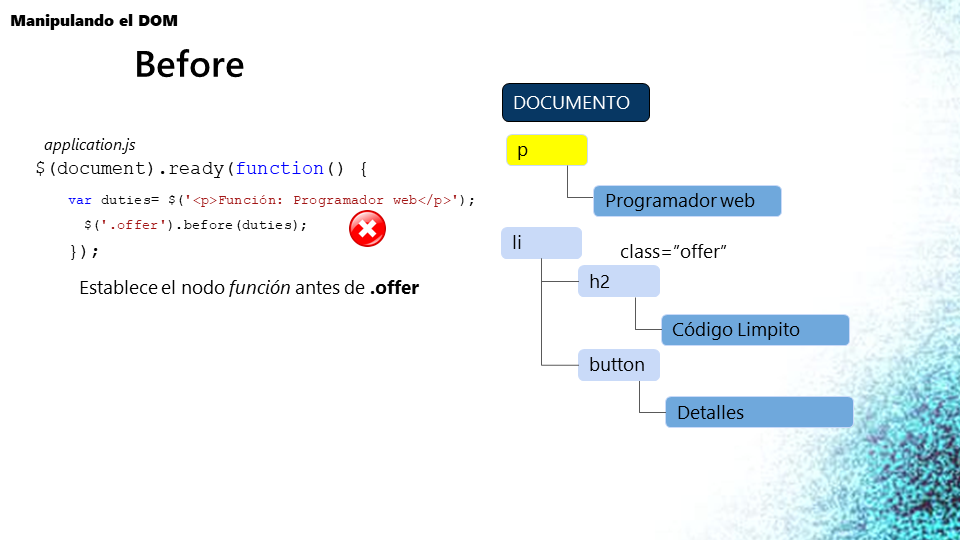 Manipulando el DOM
Before
application.js
$(document).ready(function() {
var duties= $('<p>Función: Programador web</p>');
$('.offer').before(duties);
});
Establece el nodo función antes de .offer
DOCUMENTO
p
Programador web
li
class=”offer”
h2
Código Limpito
button
Detalles